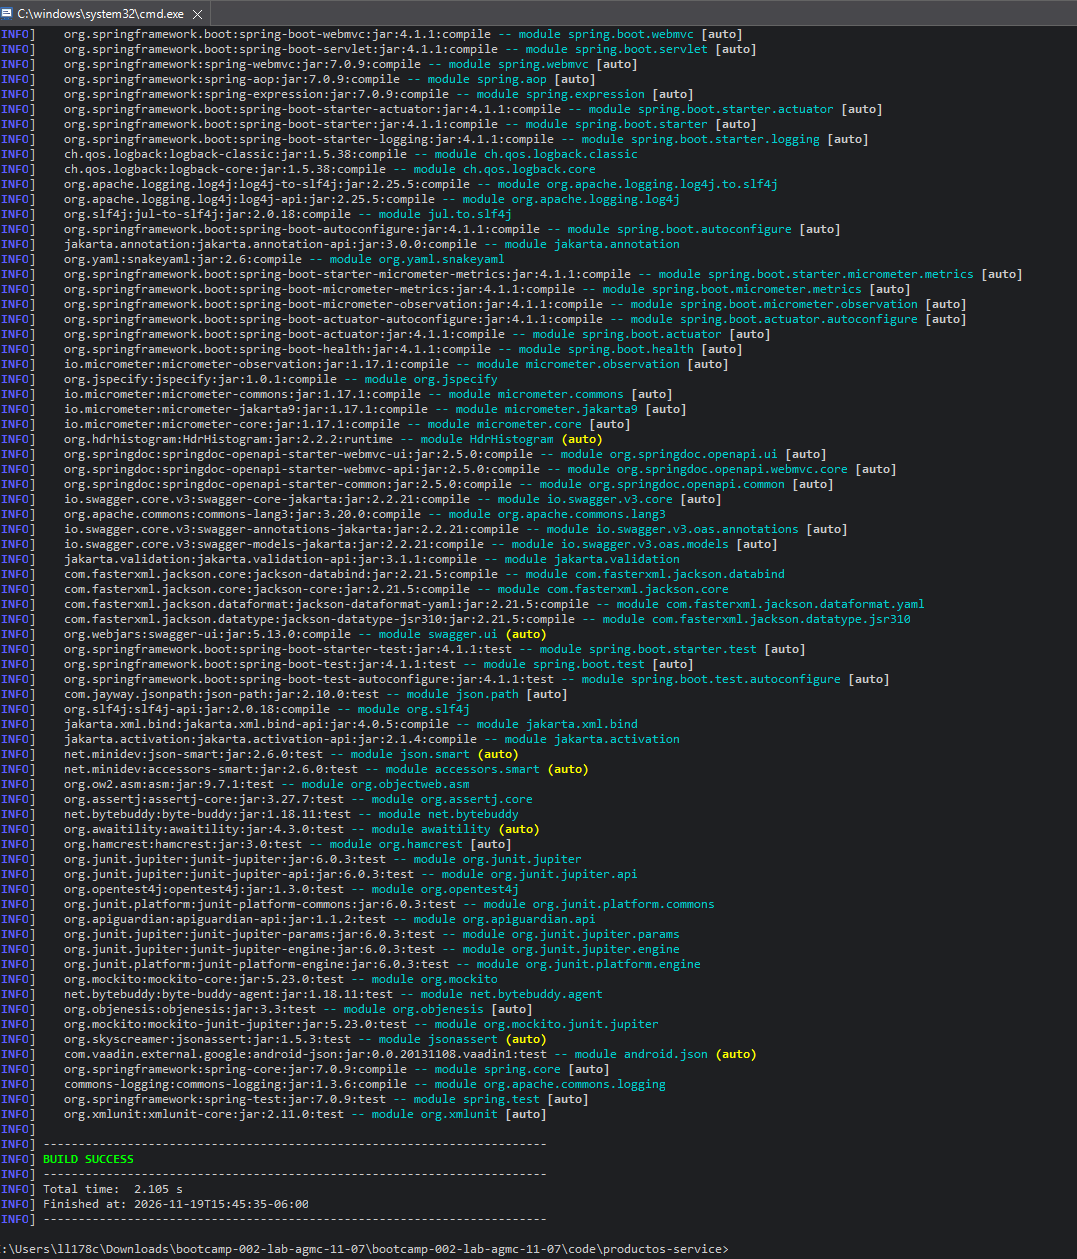 C:\windows\system32\cmd.exe
INFO]    org.springframework.boot:spring-boot-webmvc:jar:4.1.1:compile -- module spring.boot.webmvc [auto]
INFO]    org.springframework.boot:spring-boot-servlet:jar:4.1.1:compile -- module spring.boot.servlet [auto]
INFO]    org.springframework:spring-webmvc:jar:7.0.9:compile -- module spring.webmvc [auto]
INFO]    org.springframework:spring-aop:jar:7.0.9:compile -- module spring.aop [auto]
INFO]    org.springframework:spring-expression:jar:7.0.9:compile -- module spring.expression [auto]
INFO]    org.springframework.boot:spring-boot-starter-actuator:jar:4.1.1:compile -- module spring.boot.starter.actuator [auto]
INFO]    org.springframework.boot:spring-boot-starter:jar:4.1.1:compile -- module spring.boot.starter [auto]
INFO]    org.springframework.boot:spring-boot-starter-logging:jar:4.1.1:compile -- module spring.boot.starter.logging [auto]
INFO]    ch.qos.logback:logback-classic:jar:1.5.38:compile -- module ch.qos.logback.classic
INFO]    ch.qos.logback:logback-core:jar:1.5.38:compile -- module ch.qos.logback.core
INFO]    org.apache.logging.log4j:log4j-to-slf4j:jar:2.25.5:compile -- module org.apache.logging.log4j.to.slf4j
INFO]    org.apache.logging.log4j:log4j-api:jar:2.25.5:compile -- module org.apache.logging.log4j
INFO]    org.slf4j:jul-to-slf4j:jar:2.0.18:compile -- module jul.to.slf4j
INFO]    org.springframework.boot:spring-boot-autoconfigure:jar:4.1.1:compile -- module spring.boot.autoconfigure [auto]
INFO]    jakarta.annotation:jakarta.annotation-api:jar:3.0.0:compile -- module jakarta.annotation
INFO]    org.yaml:snakeyaml:jar:2.6:compile -- module org.yaml.snakeyaml
INFO]    org.springframework.boot:spring-boot-starter-micrometer-metrics:jar:4.1.1:compile -- module spring.boot.starter.micrometer.metrics [auto]
INFO]    org.springframework.boot:spring-boot-micrometer-metrics:jar:4.1.1:compile -- module spring.boot.micrometer.metrics [auto]
INFO]    org.springframework.boot:spring-boot-micrometer-observation:jar:4.1.1:compile -- module spring.boot.micrometer.observation [auto]
INFO]    org.springframework.boot:spring-boot-actuator-autoconfigure:jar:4.1.1:compile -- module spring.boot.actuator.autoconfigure [auto]
INFO]    org.springframework.boot:spring-boot-actuator:jar:4.1.1:compile -- module spring.boot.actuator [auto]
INFO]    org.springframework.boot:spring-boot-health:jar:4.1.1:compile -- module spring.boot.health [auto]
INFO]    io.micrometer:micrometer-observation:jar:1.17.1:compile -- module micrometer.observation [auto]
INFO]    org.jspecify:jspecify:jar:1.0.1:compile -- module org.jspecify
INFO]    io.micrometer:micrometer-commons:jar:1.17.1:compile -- module micrometer.commons [auto]
INFO]    io.micrometer:micrometer-jakarta9:jar:1.17.1:compile -- module micrometer.jakarta9 [auto]
INFO]    io.micrometer:micrometer-core:jar:1.17.1:compile -- module micrometer.core [auto]
INFO]    org.hdrhistogram:HdrHistogram:jar:2.2.2:runtime -- module HdrHistogram (auto)
INFO]    org.springdoc:springdoc-openapi-starter-webmvc-ui:jar:2.5.0:compile -- module org.springdoc.openapi.ui [auto]
INFO]    org.springdoc:springdoc-openapi-starter-webmvc-api:jar:2.5.0:compile -- module org.springdoc.openapi.webmvc.core [auto]
INFO]    org.springdoc:springdoc-openapi-starter-common:jar:2.5.0:compile -- module org.springdoc.openapi.common [auto]
INFO]    io.swagger.core.v3:swagger-core-jakarta:jar:2.2.21:compile -- module io.swagger.v3.core [auto]
INFO]    org.apache.commons:commons-lang3:jar:3.20.0:compile -- module org.apache.commons.lang3
INFO]    io.swagger.core.v3:swagger-annotations-jakarta:jar:2.2.21:compile -- module io.swagger.v3.oas.annotations [auto]
INFO]    io.swagger.core.v3:swagger-models-jakarta:jar:2.2.21:compile -- module io.swagger.v3.oas.models [auto]
INFO]    jakarta.validation:jakarta.validation-api:jar:3.1.1:compile -- module jakarta.validation
INFO]    com.fasterxml.jackson.core:jackson-databind:jar:2.21.5:compile -- module com.fasterxml.jackson.databind
INFO]    com.fasterxml.jackson.core:jackson-core:jar:2.21.5:compile -- module com.fasterxml.jackson.core
INFO]    com.fasterxml.jackson.dataformat:jackson-dataformat-yaml:jar:2.21.5:compile -- module com.fasterxml.jackson.dataformat.yaml
INFO]    com.fasterxml.jackson.datatype:jackson-datatype-jsr310:jar:2.21.5:compile -- module com.fasterxml.jackson.datatype.jsr310
INFO]    org.webjars:swagger-ui:jar:5.13.0:compile -- module swagger.ui (auto)
INFO]    org.springframework.boot:spring-boot-starter-test:jar:4.1.1:test -- module spring.boot.starter.test [auto]
INFO]    org.springframework.boot:spring-boot-test:jar:4.1.1:test -- module spring.boot.test [auto]
INFO]    org.springframework.boot:spring-boot-test-autoconfigure:jar:4.1.1:test -- module spring.boot.test.autoconfigure [auto]
INFO]    com.jayway.jsonpath:json-path:jar:2.10.0:test -- module json.path [auto]
INFO]    org.slf4j:slf4j-api:jar:2.0.18:compile -- module org.slf4j
INFO]    jakarta.xml.bind:jakarta.xml.bind-api:jar:4.0.5:compile -- module jakarta.xml.bind
INFO]    jakarta.activation:jakarta.activation-api:jar:2.1.4:compile -- module jakarta.activation
INFO]    net.minidev:json-smart:jar:2.6.0:test -- module json.smart (auto)
INFO]    net.minidev:accessors-smart:jar:2.6.0:test -- module accessors.smart (auto)
INFO]    org.ow2.asm:asm:jar:9.7.1:test -- module org.objectweb.asm
INFO]    org.assertj:assertj-core:jar:3.27.7:test -- module org.assertj.core
INFO]    net.bytebuddy:byte-buddy:jar:1.18.11:test -- module net.bytebuddy
INFO]    org.awaitility:awaitility:jar:4.3.0:test -- module awaitility (auto)
INFO]    org.hamcrest:hamcrest:jar:3.0:test -- module org.hamcrest [auto]
INFO]    org.junit.jupiter:junit-jupiter:jar:6.0.3:test -- module org.junit.jupiter
INFO]    org.junit.jupiter:junit-jupiter-api:jar:6.0.3:test -- module org.junit.jupiter.api
INFO]    org.opentest4j:opentest4j:jar:1.3.0:test -- module org.opentest4j
INFO]    org.junit.platform:junit-platform-commons:jar:6.0.3:test -- module org.junit.platform.commons
INFO]    org.apiguardian:apiguardian-api:jar:1.1.2:test -- module org.apiguardian.api
INFO]    org.junit.jupiter:junit-jupiter-params:jar:6.0.3:test -- module org.junit.jupiter.params
INFO]    org.junit.jupiter:junit-jupiter-engine:jar:6.0.3:test -- module org.junit.jupiter.engine
INFO]    org.junit.platform:junit-platform-engine:jar:6.0.3:test -- module org.junit.platform.engine
INFO]    org.mockito:mockito-core:jar:5.23.0:test -- module org.mockito
INFO]    net.bytebuddy:byte-buddy-agent:jar:1.18.11:test -- module net.bytebuddy.agent
INFO]    org.objenesis:objenesis:jar:3.3:test -- module org.objenesis [auto]
INFO]    org.mockito:mockito-junit-jupiter:jar:5.23.0:test -- module org.mockito.junit.jupiter
INFO]    org.skyscreamer:jsonassert:jar:1.5.3:test -- module jsonassert (auto)
INFO]    com.vaadin.external.google:android-json:jar:0.0.20131108.vaadin1:test -- module android.json (auto)
INFO]    org.springframework:spring-core:jar:7.0.9:compile -- module spring.core [auto]
INFO]    commons-logging:commons-logging:jar:1.3.6:compile -- module org.apache.commons.logging
INFO]    org.springframework:spring-test:jar:7.0.9:test -- module spring.test [auto]
INFO]    org.xmlunit:xmlunit-core:jar:2.11.0:test -- module org.xmlunit [auto]
INFO]
INFO] ------------------------------------------------------------------------
INFO] BUILD SUCCESS
INFO] ------------------------------------------------------------------------
INFO] Total time:  2.105 s
INFO] Finished at: 2026-11-19T15:45:35-06:00
INFO] ------------------------------------------------------------------------
:\Users\ll178c\Downloads\bootcamp-002-lab-agmc-11-07\bootcamp-002-lab-agmc-11-07\code\productos-service>